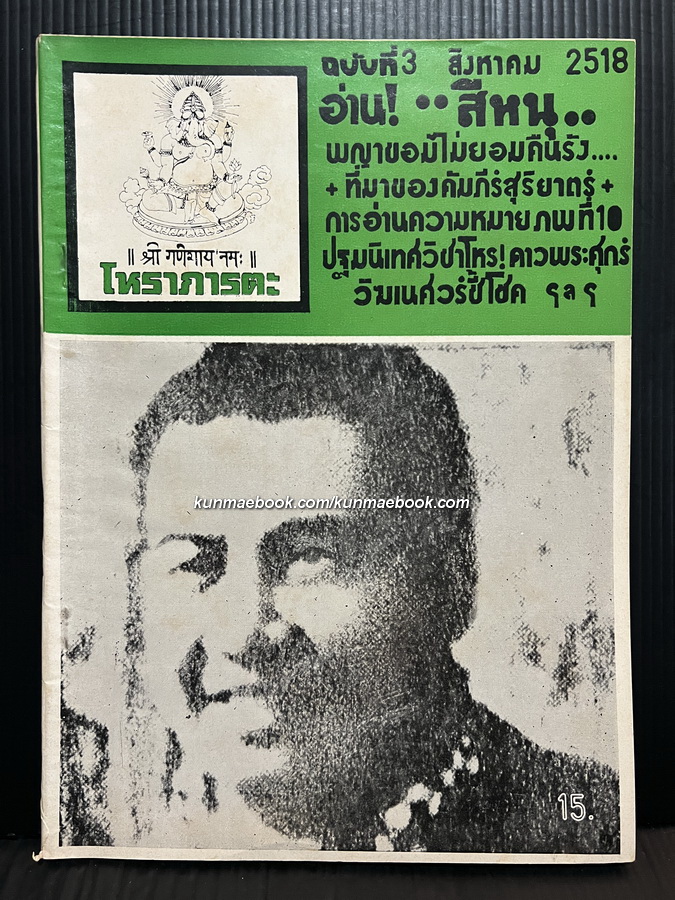 ฉบับที่3 สิงหาคม 2518
อ่าน! ..สีหนุ..
พญาขอมไม่ยอมคืนรัง....
+ ที่มาของคัมภีร์สุริยาตร์ +
การอ่านความหมายภพที่10
ปฐมนิเทศวิชาโหร! ดาวพระศุกร์
วิฆเนศวร์ชี้โชค ฯลฯ
॥ श्री गणेशाय नमः ॥
โหราภารตะ
kunmaebook.com/kunmaebook.com
15.